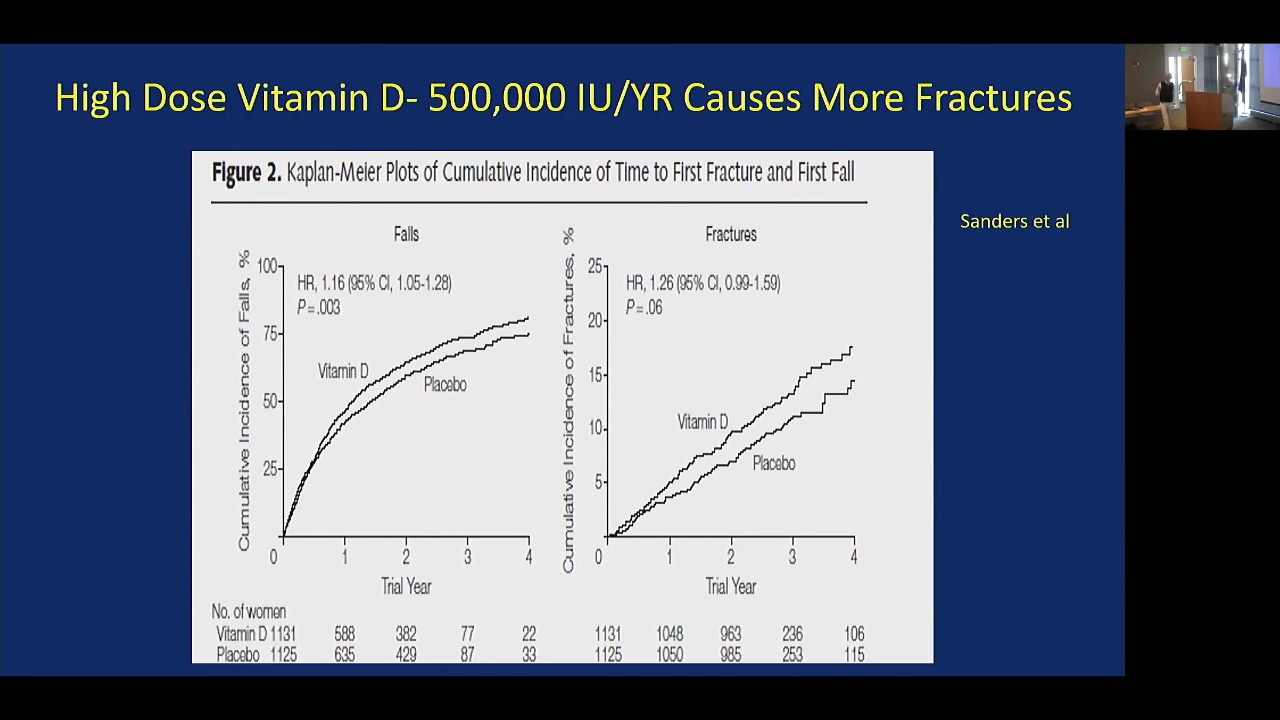 High Dose Vitamin D- 500,000 IU/YR Causes More Fractures
Figure 2. Kaplan-Meier Plots of Cumulative Incidence of Time to First Fracture and First Fall
Sanders et al
Falls
Cumulative Incidence of Falls, %
100
75
50
25
HR, 1.16 (95% CI, 1.05-1.28)
P=.003
Vitamin D
Placebo
0 1 2 3 4
Trial Year
Fractures
Cumulative Incidence of Fractures, %
25
20
15
10
5
HR, 1.26 (95% CI, 0.99-1.59)
P=.06
Vitamin D
Placebo
0 1 2 3 4
Trial Year
No. of women
Vitamin D 1131 588 382 77 22 1131 1048 963 236 106
Placebo 1125 635 429 87 33 1125 1050 985 253 115